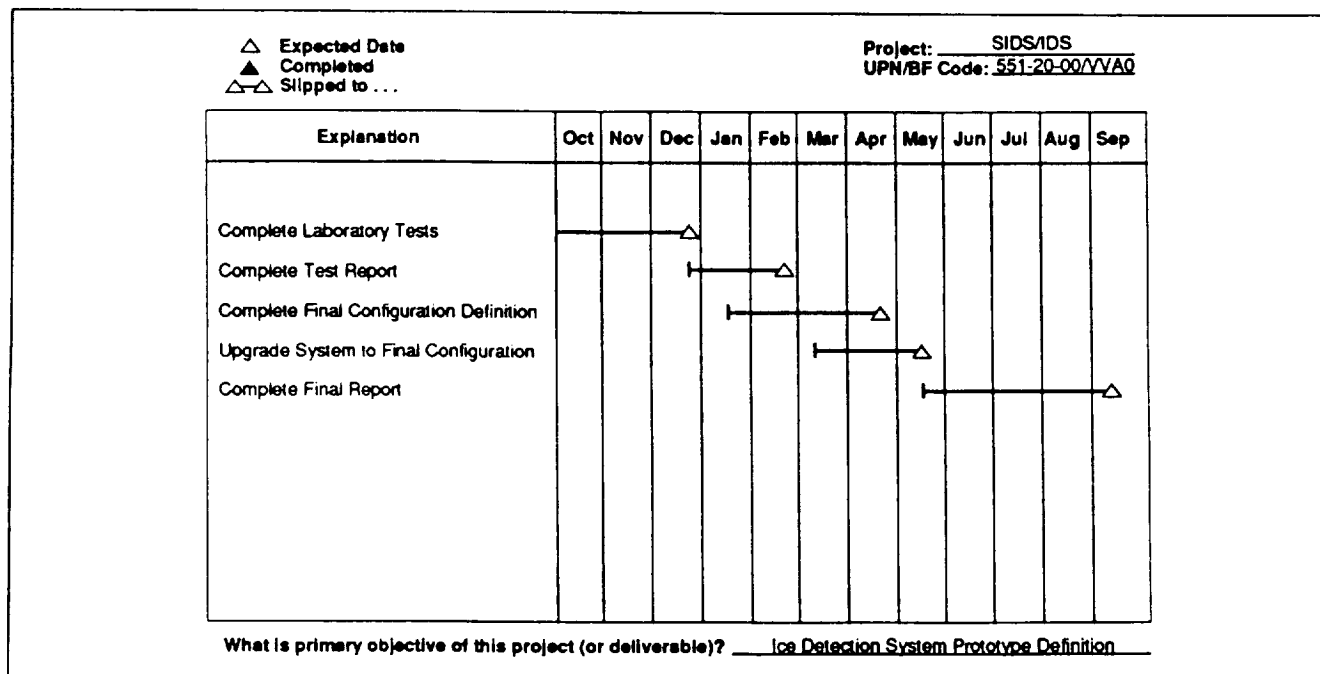 Expected Date
Completed
Slipped to . . .
Project: SIDS/IDS
UPN/BF Code: 551-20-00/VVA0
Explanation Oct Nov Dec Jan Feb Mar Apr May Jun Jul Aug Sep
Complete Laboratory Tests
Complete Test Report
Complete Final Configuration Definition
Upgrade System to Final Configuration
Complete Final Report
What is primary objective of this project (or deliverable)? Ice Detection System Prototype Definition